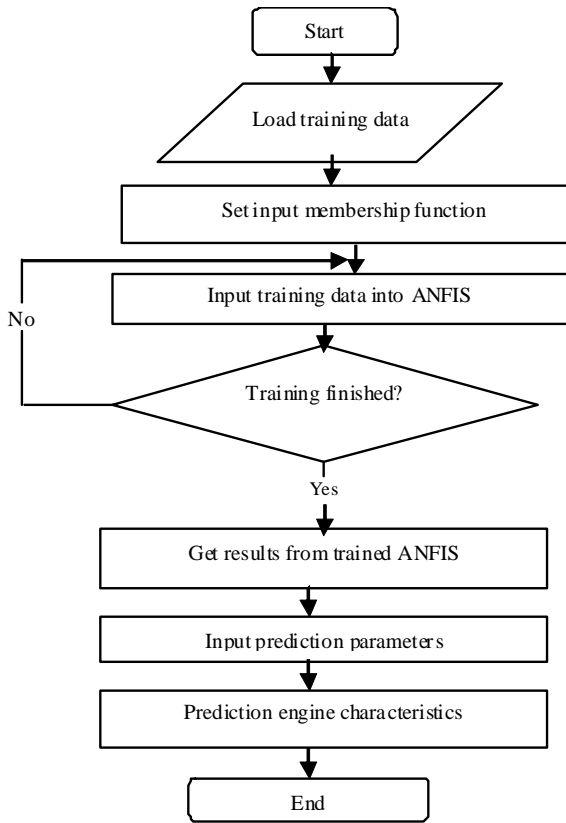 Start
Load training data
Set input membership function
Input training data into ANFIS
No
Training finished?
Yes
Get results from trained ANFIS
Input prediction parameters
Prediction engine characteristics
End